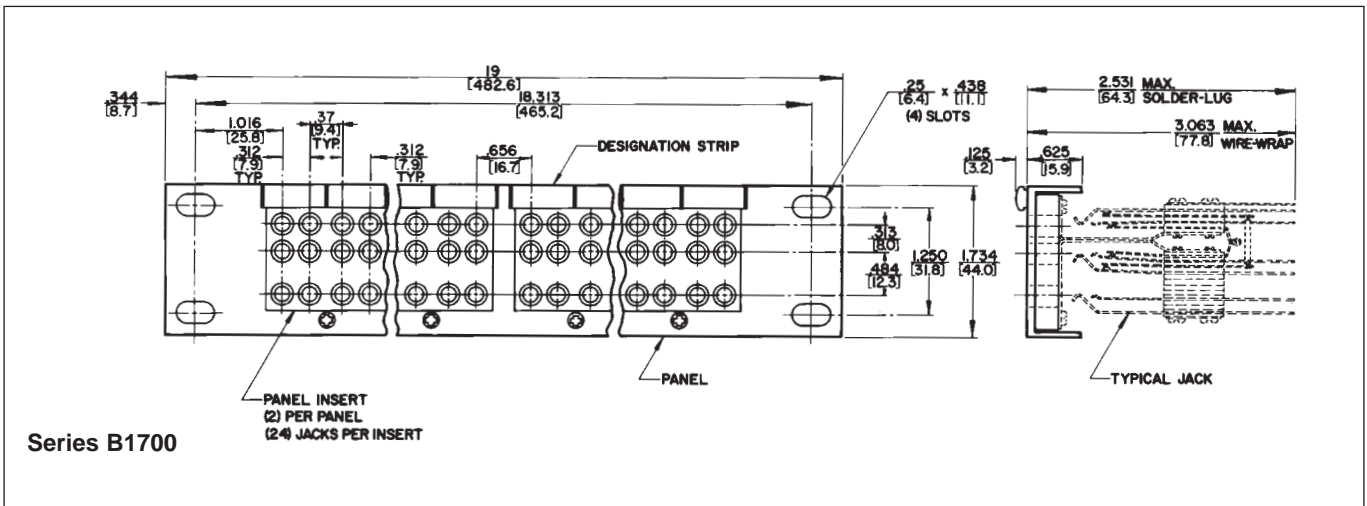 19
[482.6]
.344
[8.7]
18.313
[465.2]
.25 x .438
[6.4] [11.1]
(4) SLOTS
2.531 MAX.
[64.3] SOLDER-LUG
1.016
[25.8]
.37
[9.4]
TYP.
3.063 MAX.
[77.8] WIRE-WRAP
.312
[7.9]
TYP.
.312
[7.9]
TYP.
.656
[16.7]
DESIGNATION STRIP
.125
[3.2]
.625
[15.9]
.313
[8.0]
1.250
[31.8]
1.734
[44.0]
.484
[12.3]
PANEL
TYPICAL JACK
PANEL INSERT
(2) PER PANEL
(24) JACKS PER INSERT
Series B1700